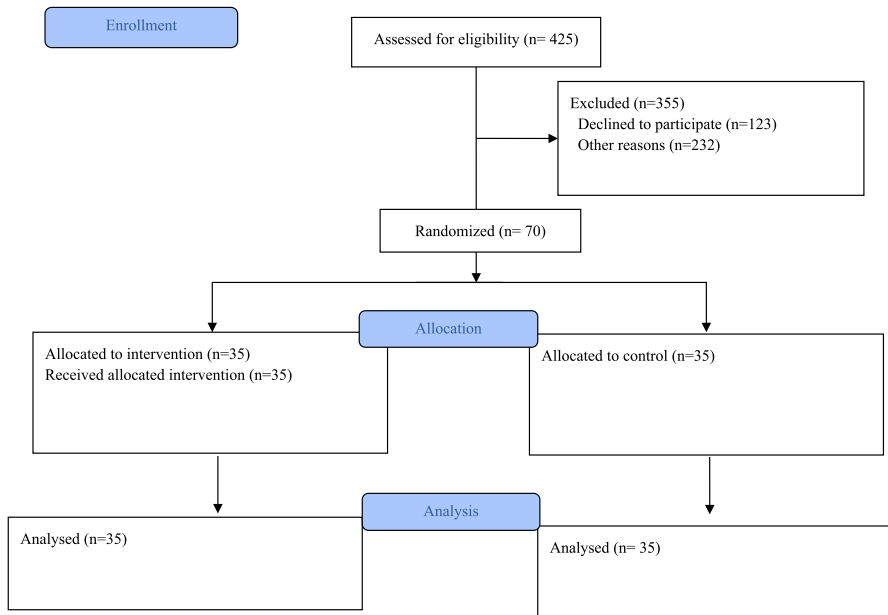 Enrollment
Assessed for eligibility (n= 425)
Excluded (n=355)
Declined to participate (n=123)
Other reasons (n=232)
Randomized (n= 70)
Allocation
Allocated to intervention (n=35)
Received allocated intervention (n=35)
Allocated to control (n=35)
Analysis
Analysed (n=35)
Analysed (n= 35)